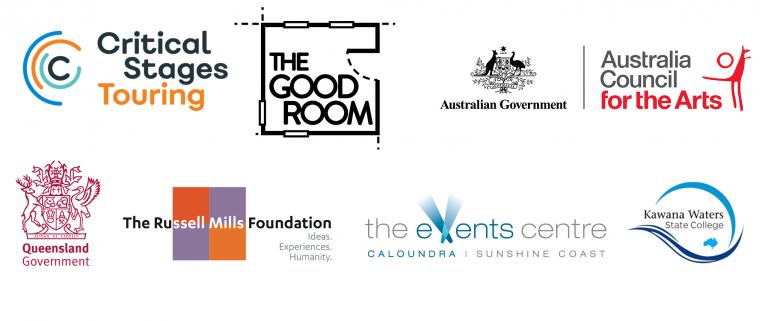 Critical
Stages
Touring
C
THE
GOOD
ROOM
Australian Government
Australia
Council
for the Arts
Queensland
Government
The Russell Mills Foundation
Ideas.
Experiences.
Humanity.
the events centre
CALOUNDRA | SUNSHINE COAST
Kawana Waters
State College